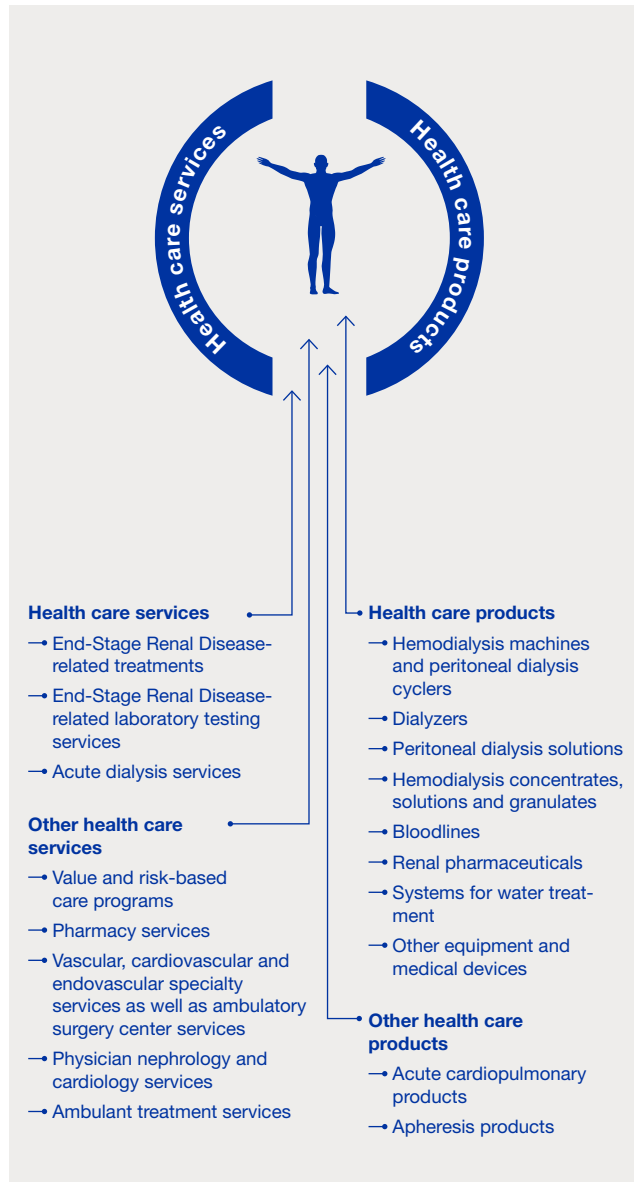 Health care services
Health care products
Health care services
End-Stage Renal Disease-
related treatments
End-Stage Renal Disease-
related laboratory testing
services
Acute dialysis services
Other health care
services
Value and risk-based
care programs
Pharmacy services
Vascular, cardiovascular and
endovascular specialty
services as well as ambulatory
surgery center services
Physician nephrology and
cardiology services
Ambulant treatment services
Health care products
Hemodialysis machines
and peritoneal dialysis
cyclers
Dialyzers
Peritoneal dialysis solutions
Hemodialysis concentrates,
solutions and granulates
Bloodlines
Renal pharmaceuticals
Systems for water treat-
ment
Other equipment and
medical devices
Other health care
products
Acute cardiopulmonary
products
Apheresis products